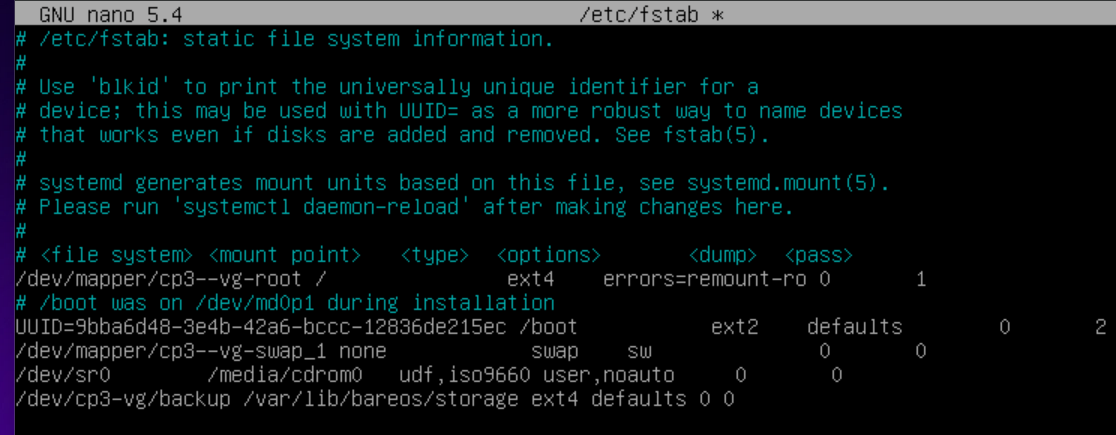 GNU nano 5.4 /etc/fstab *
# /etc/fstab: static file system information.
#
# Use 'blkid' to print the universally unique identifier for a
# device; this may be used with UUID= as a more robust way to name devices
# that works even if disks are added and removed. See fstab(5).
#
# systemd generates mount units based on this file, see systemd.mount(5).
# Please run 'systemctl daemon-reload' after making changes here.
#
# <file system> <mount point> <type> <options> <dump> <pass>
/dev/mapper/cp3--vg-root / ext4 errors=remount-ro 0 1
# /boot was on /dev/md0p1 during installation
UUID=9bba6d48-3e4b-42a6-bccc-12836de215ec /boot ext2 defaults 0 2
/dev/mapper/cp3--vg-swap_1 none swap sw 0 0
/dev/sr0 /media/cdrom0 udf,iso9660 user,noauto 0 0
/dev/cp3-vg/backup /var/lib/bareos/storage ext4 defaults 0 0